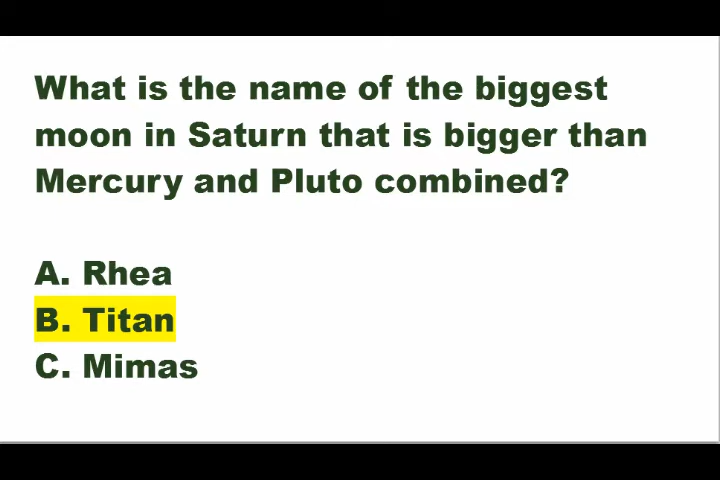 What is the name of the biggest
moon in Saturn that is bigger than
Mercury and Pluto combined?
A. Rhea
B. Titan
C. Mimas